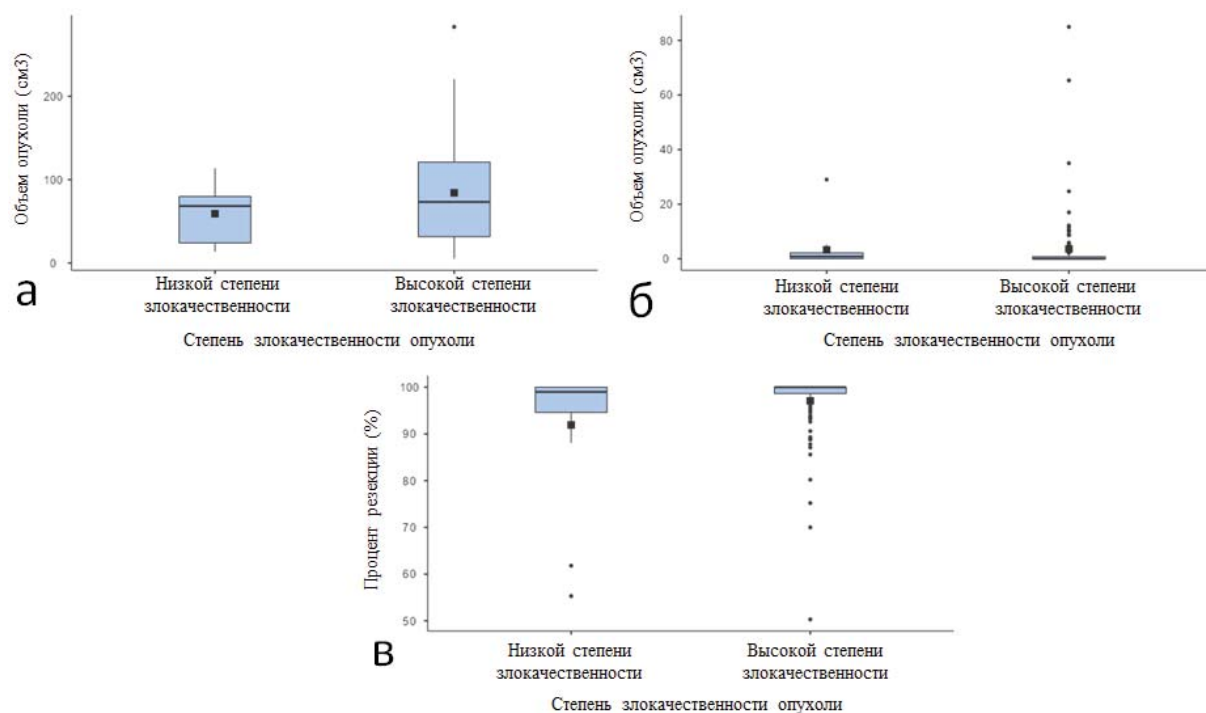 Объем опухоли (см3)
200
100
0
Низкой степени
злокачественности
Высокой степени
злокачественности
Степень злокачественности опухоли
а
Объем опухоли (см3)
80
60
40
20
0
Низкой степени
злокачественности
Высокой степени
злокачественности
Степень злокачественности опухоли
б
Процент резекции (%)
100
90
80
70
60
50
Низкой степени
злокачественности
Высокой степени
злокачественности
Степень злокачественности опухоли
в